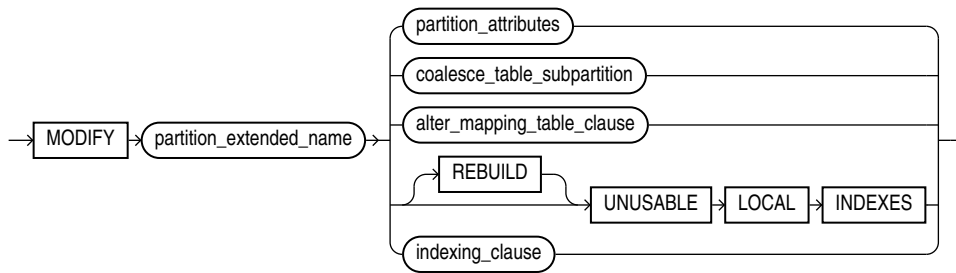 partition_attributes
coalesce_table_subpartition
MODIFY partition_extended_name alter_mapping_table_clause
REBUILD
UNUSABLE LOCAL INDEXES
indexing_clause